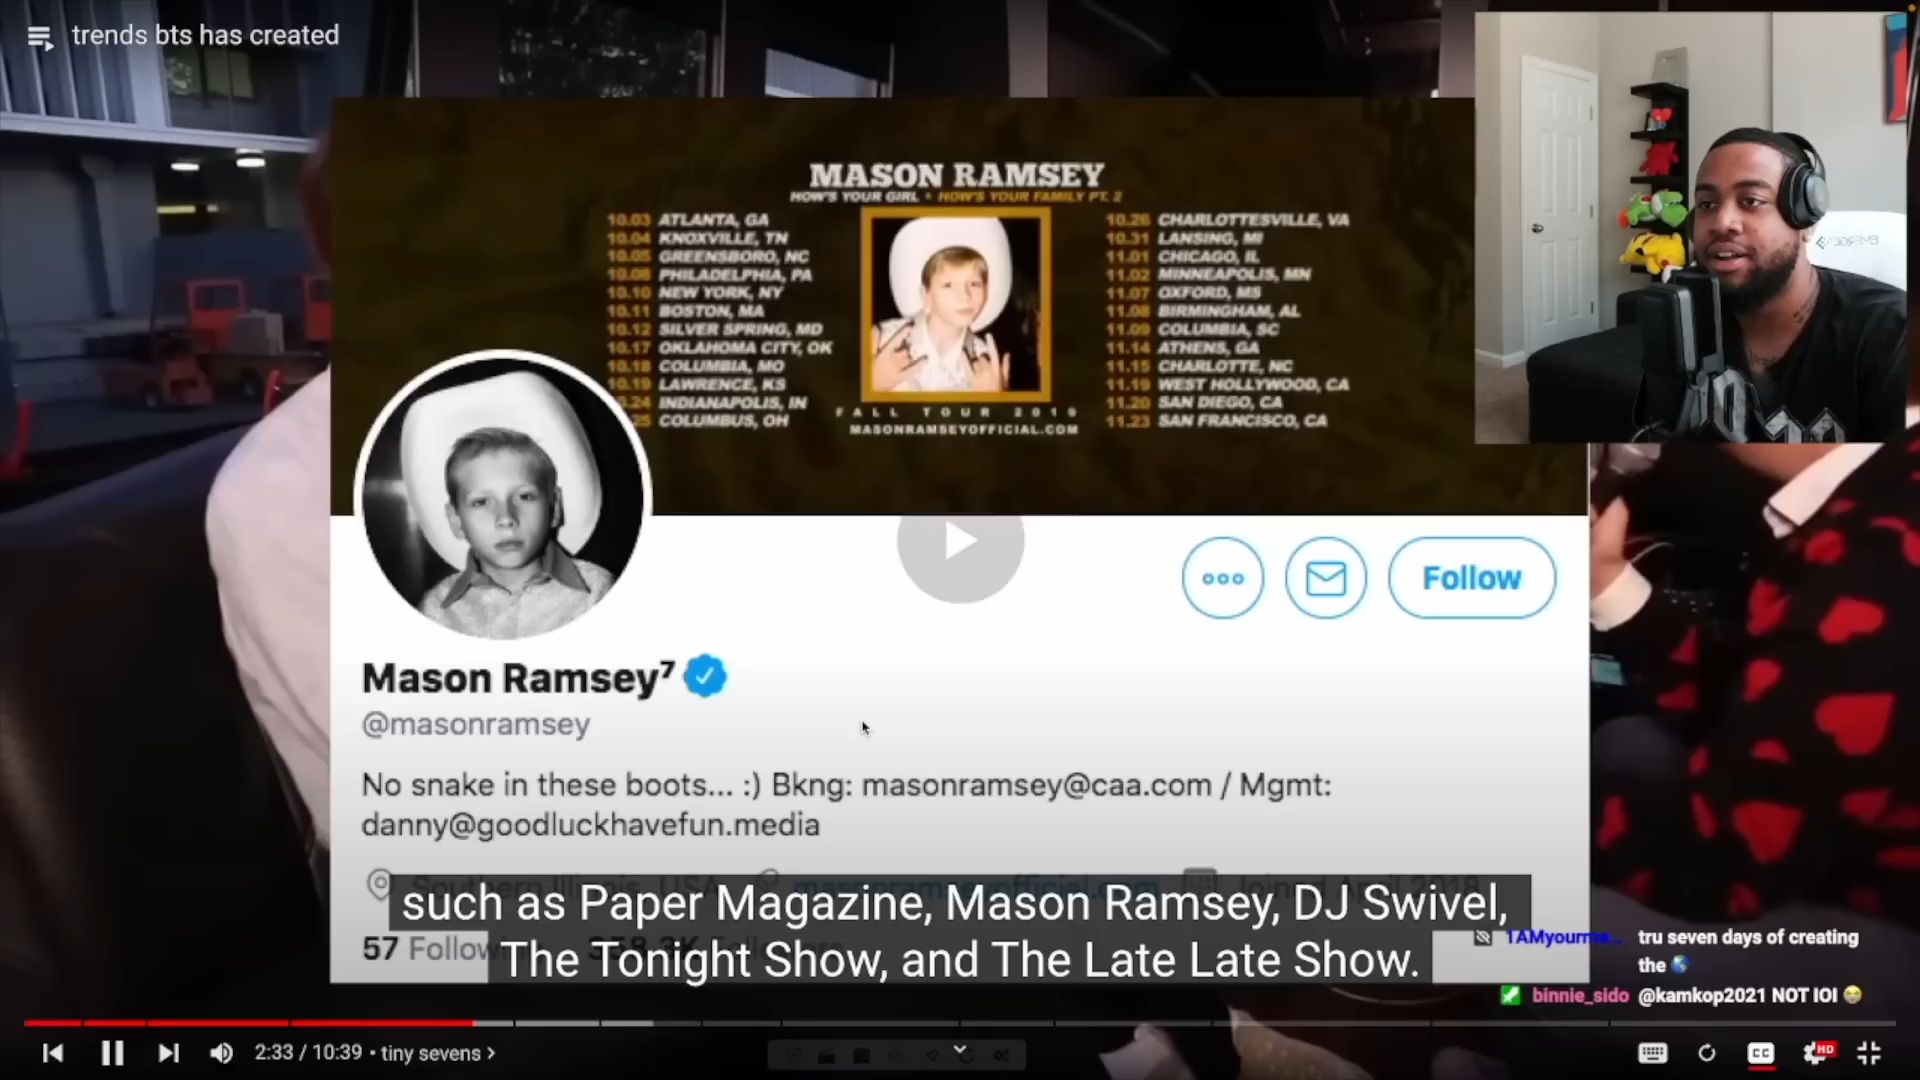 trends bts has created
MASON RAMSEY
HOW'S YOUR GIRL • HOW'S YOUR FAMILY PT. 2
10.03 ATLANTA, GA
10.04 KNOXVILLE, TN
10.05 GREENSBORO, NC
10.08 PHILADELPHIA, PA
10.10 NEW YORK, NY
10.11 BOSTON, MA
10.12 SILVER SPRING, MD
10.17 OKLAHOMA CITY, OK
10.18 COLUMBIA, MO
10.19 LAWRENCE, KS
.24 INDIANAPOLIS, IN
25 COLUMBUS, OH
10.26 CHARLOTTESVILLE, VA
10.31 LANSING, MI
11.01 CHICAGO, IL
11.02 MINNEAPOLIS, MN
11.07 OXFORD, MS
11.08 BIRMINGHAM, AL
11.09 COLUMBIA, SC
11.14 ATHENS, GA
11.15 CHARLOTTE, NC
11.19 WEST HOLLYWOOD, CA
11.20 SAN DIEGO, CA
11.23 SAN FRANCISCO, CA
FALL TOUR 2019
MASONRAMSEYOFFICIAL.COM
Follow
Mason Ramsey⁷
@masonramsey
No snake in these boots... :) Bkng: masonramsey@caa.com / Mgmt:
danny@goodluckhavefun.media
such as Paper Magazine, Mason Ramsey, DJ Swivel,
57 Followin
The Tonight Show, and The Late Late Show.
1AMyourme... tru seven days of creating
the 🌎
binnie_sido @kamkop2021 NOT IOI 😭
2:33 / 10:39 • tiny sevens >
CC
HD